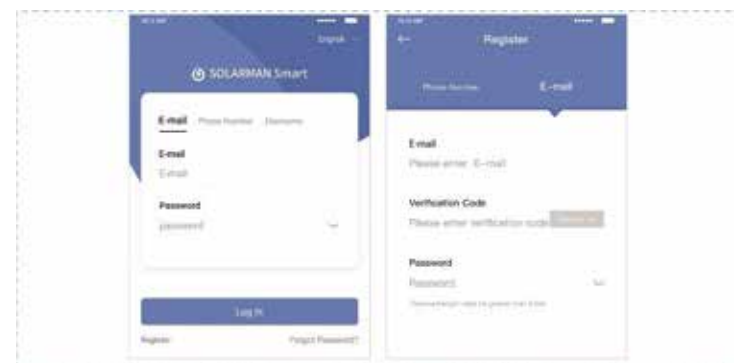 English
SOLARMAN Smart
E-mail Phone Number Username
E-mail
E-mail
Password
password
Log In
Register Forgot Password?
Register
Phone Number E-mail
E-mail
Please enter E-mail
Verification Code
Please enter verification code
Password
Password